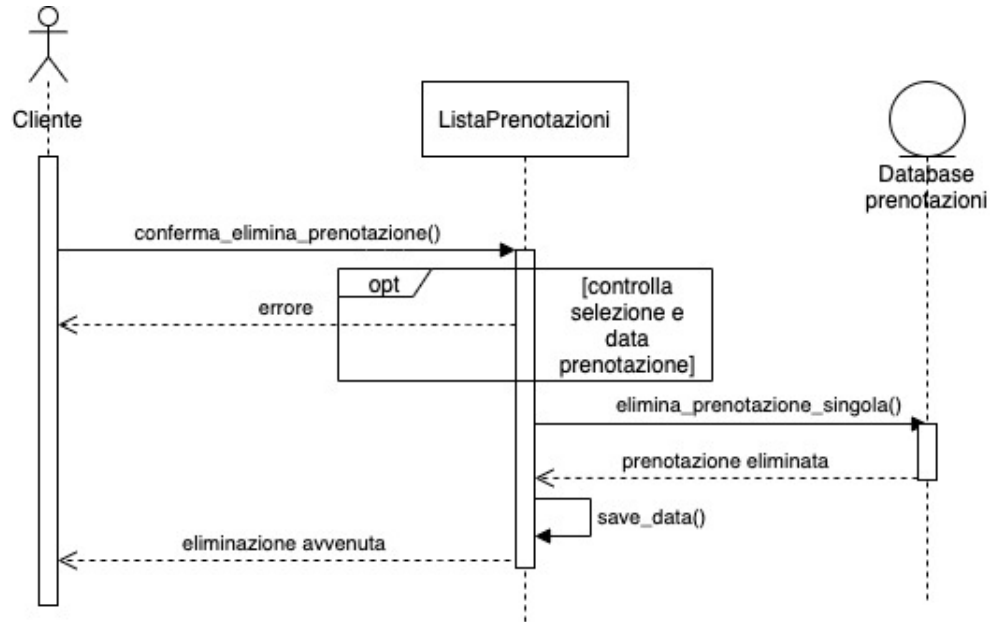 Cliente
ListaPrenotazioni
Database
prenotazioni
conferma_elimina_prenotazione()
opt
[controlla
selezione e
data
prenotazione]
errore
elimina_prenotazione_singola()
prenotazione eliminata
save_data()
eliminazione avvenuta